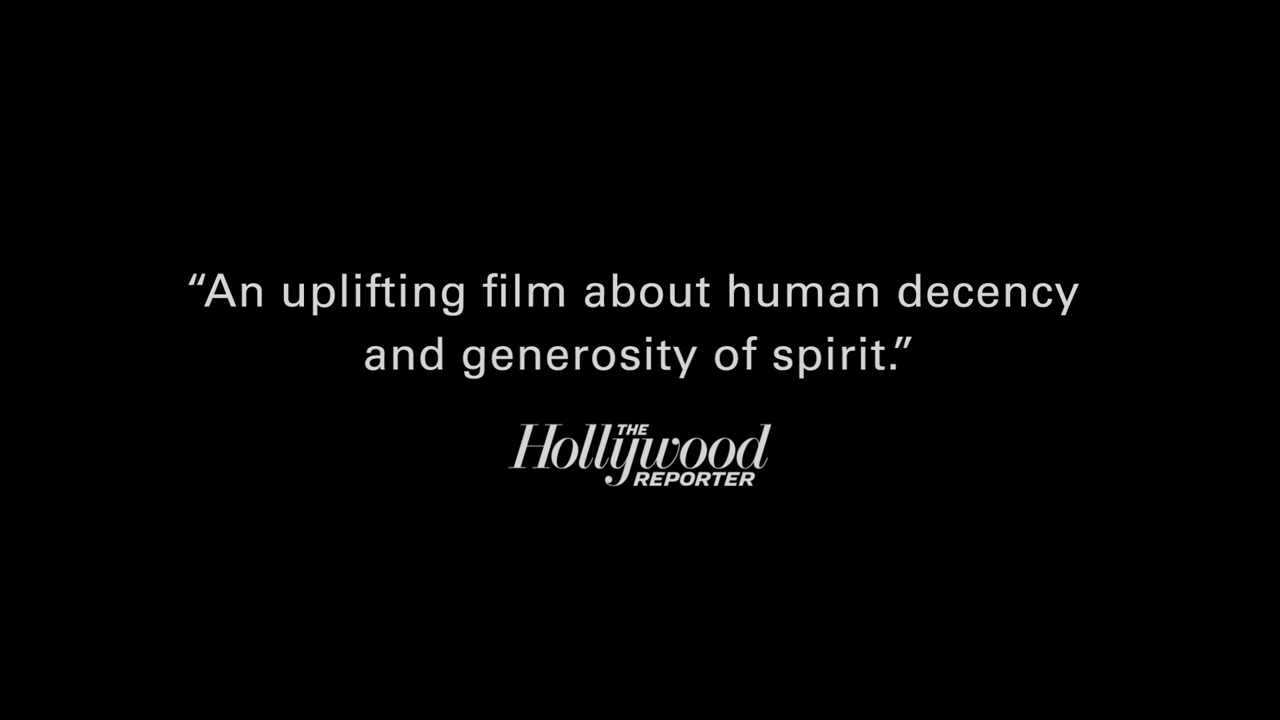 “An uplifting film about human decency
and generosity of spirit.”
THE
Hollywood
REPORTER